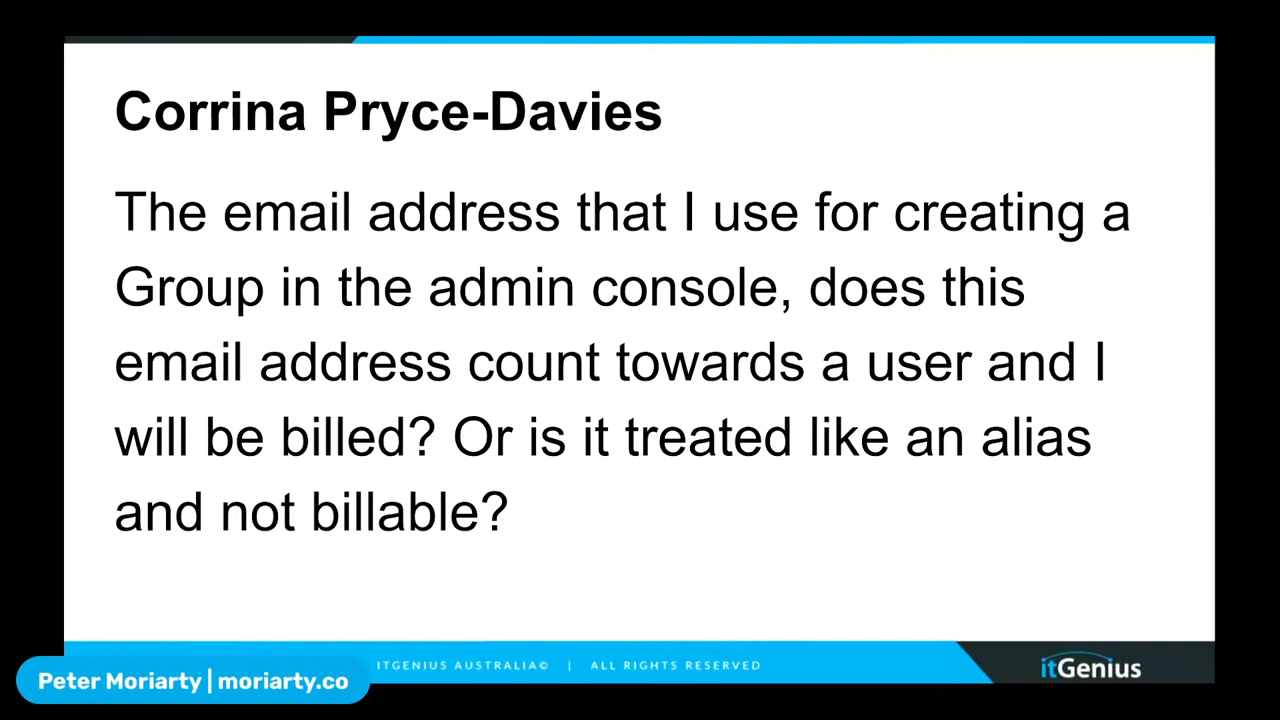 Corrina Pryce-Davies
The email address that I use for creating a
Group in the admin console, does this
email address count towards a user and I
will be billed? Or is it treated like an alias
and not billable?
ITGENIUS AUSTRALIA© | ALL RIGHTS RESERVED
itGenius
Peter Moriarty | moriarty.co